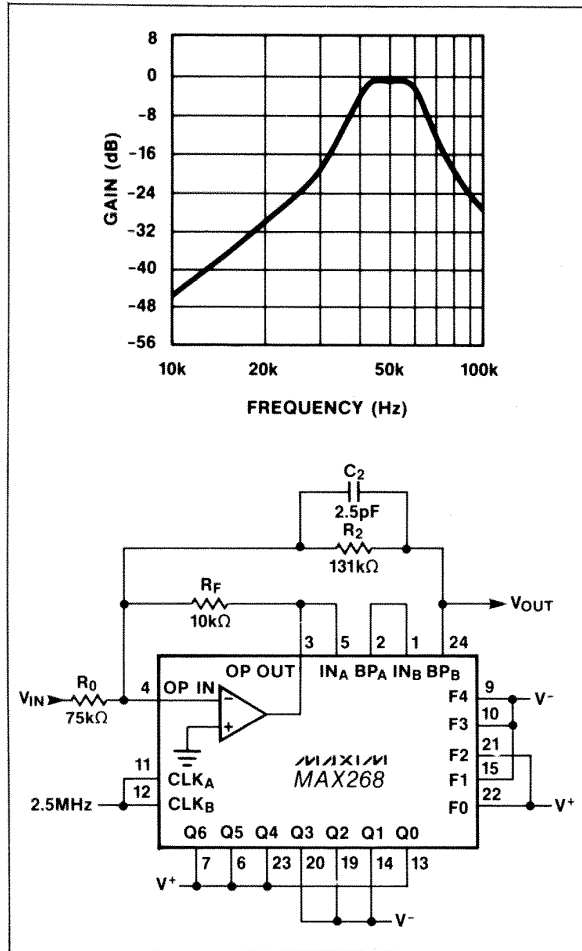 8
0
-8
-16
-24
-32
-40
-48
-56
GAIN (dB)
10k 20k 50k 100k
FREQUENCY (Hz)
C2
2.5pF
R2
131kΩ
RF
10kΩ
VOUT
3 5 2 1 24
OP OUT INA BPA INB BPB
R0
75kΩ
VIN
4 OP IN
-
+
F4 9
V-
F3 10
F2 21
F1 15
F0 22
V+
MAXIM
MAX268
11
CLKA
12
CLKB
2.5MHz
Q6 Q5 Q4 Q3 Q2 Q1 Q0
7 6 23 20 19 14 13
V+
V-